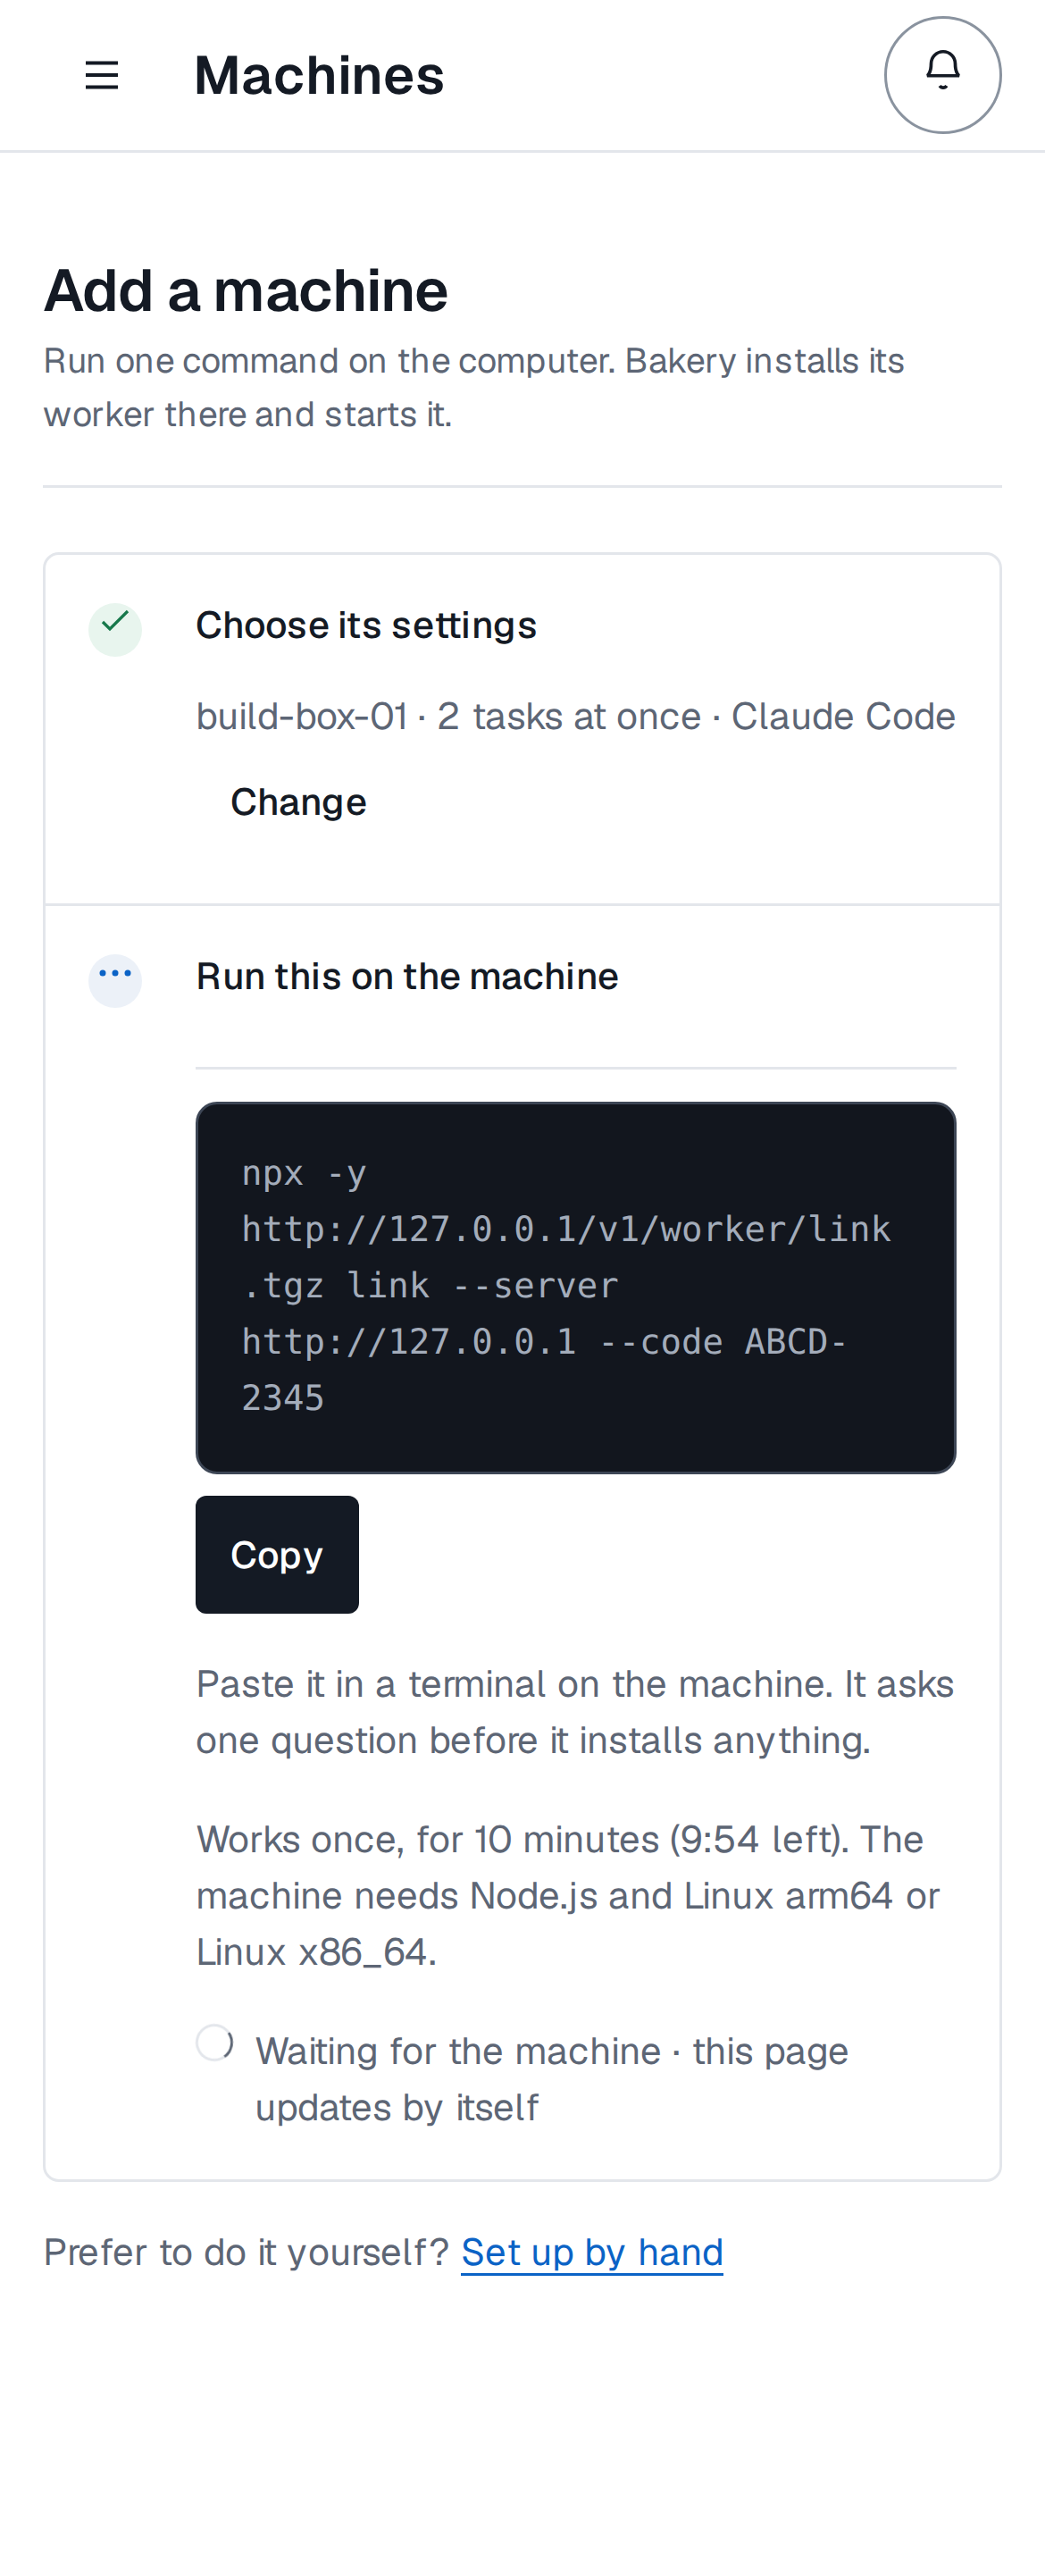 Machines
Add a machine
Run one command on the computer. Bakery installs its
worker there and starts it.
Choose its settings
build-box-01 · 2 tasks at once · Claude Code
Change
Run this on the machine
npx -y
http://127.0.0.1/v1/worker/link
.tgz link --server
http://127.0.0.1 --code ABCD-
2345
Copy
Paste it in a terminal on the machine. It asks
one question before it installs anything.
Works once, for 10 minutes (9:54 left). The
machine needs Node.js and Linux arm64 or
Linux x86_64.
Waiting for the machine · this page
updates by itself
Prefer to do it yourself? Set up by hand